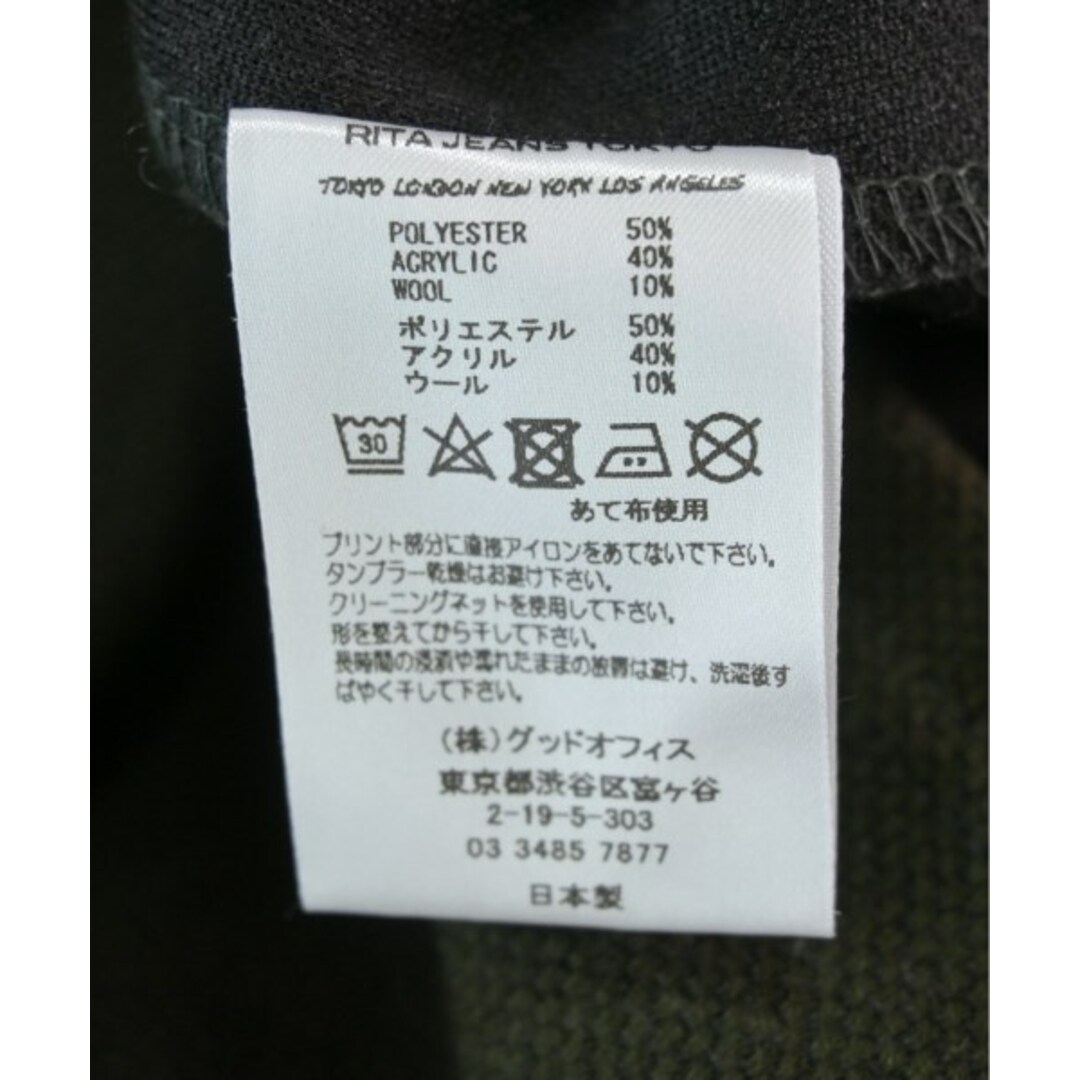 RITA JEANS TOKYO
TOKYO LONDON NEW YORK LOS ANGELES
POLYESTER 50%
ACRYLIC 40%
WOOL 10%
ポリエステル 50%
アクリル 40%
ウール 10%
30
あて布使用
プリント部分に直接アイロンをあてないで下さい。
タンブラー乾燥はお避け下さい。
クリーニングネットを使用して下さい。
形を整えてから干して下さい。
長時間の浸漬や濡れたままの放置は避け、洗濯後す
ばやく干して下さい。
(株)グッドオフィス
東京都渋谷区富ヶ谷
2-19-5-303
03 3485 7877
日本製